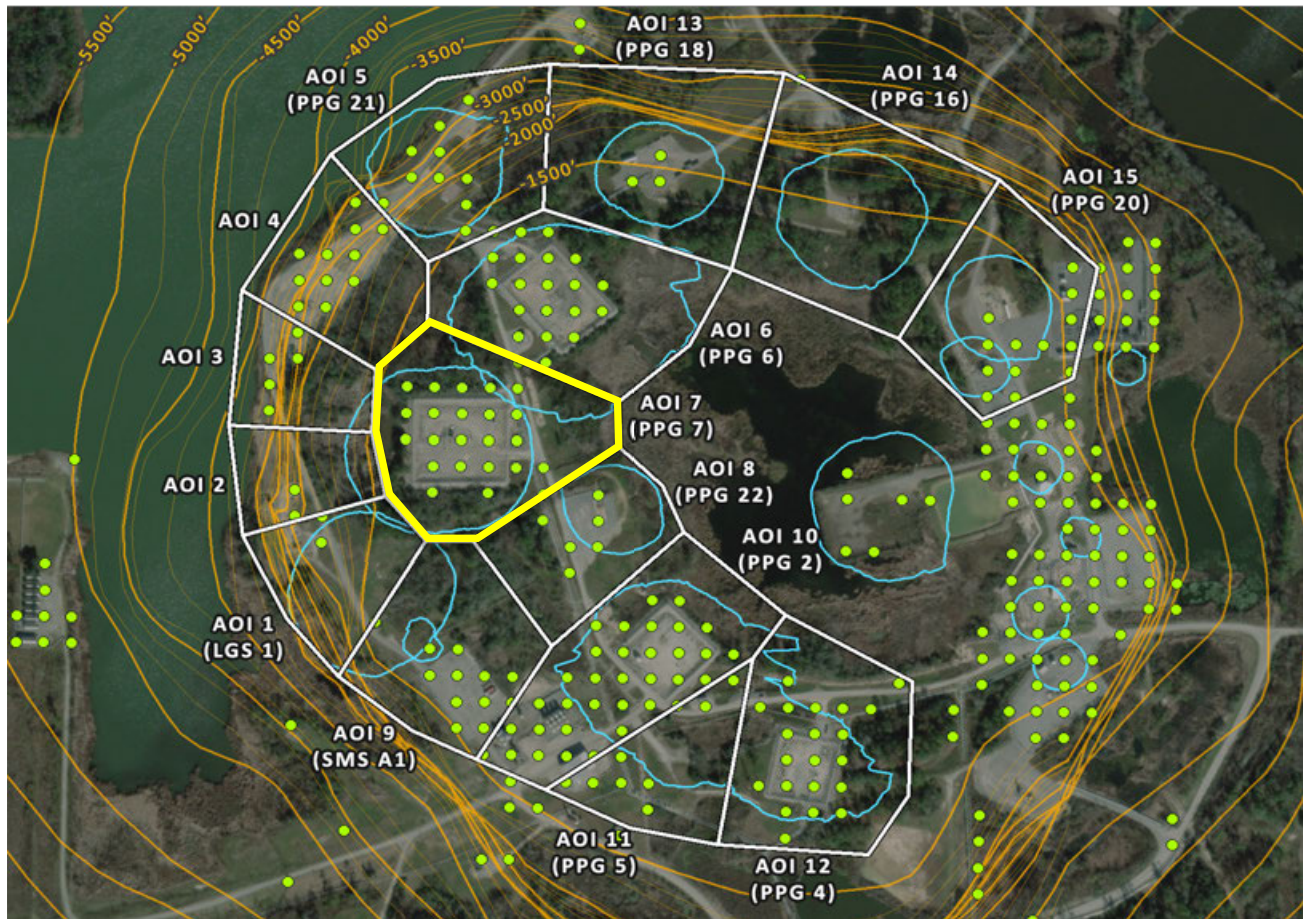 -5500'
-5000'
-4500'
-4000'
-3500'
-3000'
-2500'
-2000'
-1500'
AOI 13
(PPG 18)
AOI 14
(PPG 16)
AOI 5
(PPG 21)
AOI 15
(PPG 20)
AOI 4
AOI 3
AOI 6
(PPG 6)
AOI 7
(PPG 7)
AOI 2
AOI 8
(PPG 22)
AOI 10
(PPG 2)
AOI 1
(LGS 1)
AOI 9
(SMS A1)
AOI 11
(PPG 5)
AOI 12
(PPG 4)